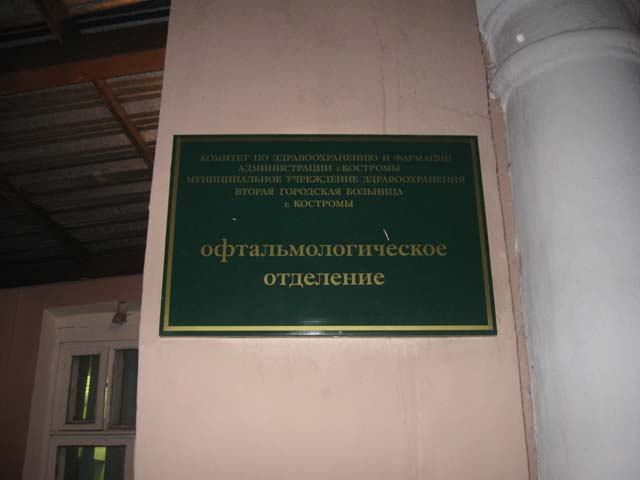 КОМИТЕТ ПО ЗДРАВООХРАНЕНИЮ И ФАРМАЦИИ
АДМИНИСТРАЦИИ г.КОСТРОМЫ
МУНИЦИПАЛЬНОЕ УЧРЕЖДЕНИЕ ЗДРАВООХРАНЕНИЯ
ВТОРАЯ ГОРОДСКАЯ БОЛЬНИЦА
г. КОСТРОМЫ
офтальмологическое
отделение